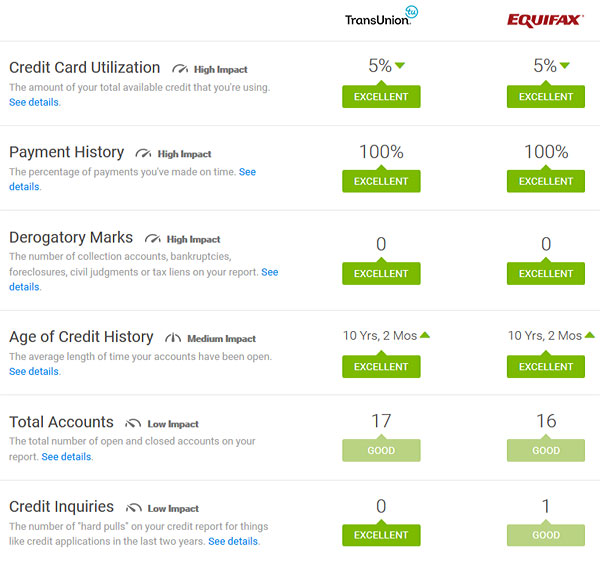 TransUnion tu EQUIFAX
Credit Card Utilization High Impact 5% 5%
The amount of your total available credit that you're using. EXCELLENT EXCELLENT
See details.
Payment History High Impact 100% 100%
The percentage of payments you've made on time. See EXCELLENT EXCELLENT
details.
Derogatory Marks High Impact 0 0
The number of collection accounts, bankruptcies,
foreclosures, civil judgments or tax liens on your report. See EXCELLENT EXCELLENT
details.
Age of Credit History Medium Impact 10 Yrs, 2 Mos 10 Yrs, 2 Mos
The average length of time your accounts have been open. EXCELLENT EXCELLENT
See details.
Total Accounts Low Impact 17 16
The total number of open and closed accounts on your GOOD GOOD
report. See details.
Credit Inquiries Low Impact 0 1
The number of "hard pulls" on your credit report for things EXCELLENT GOOD
like credit applications in the last two years. See details.